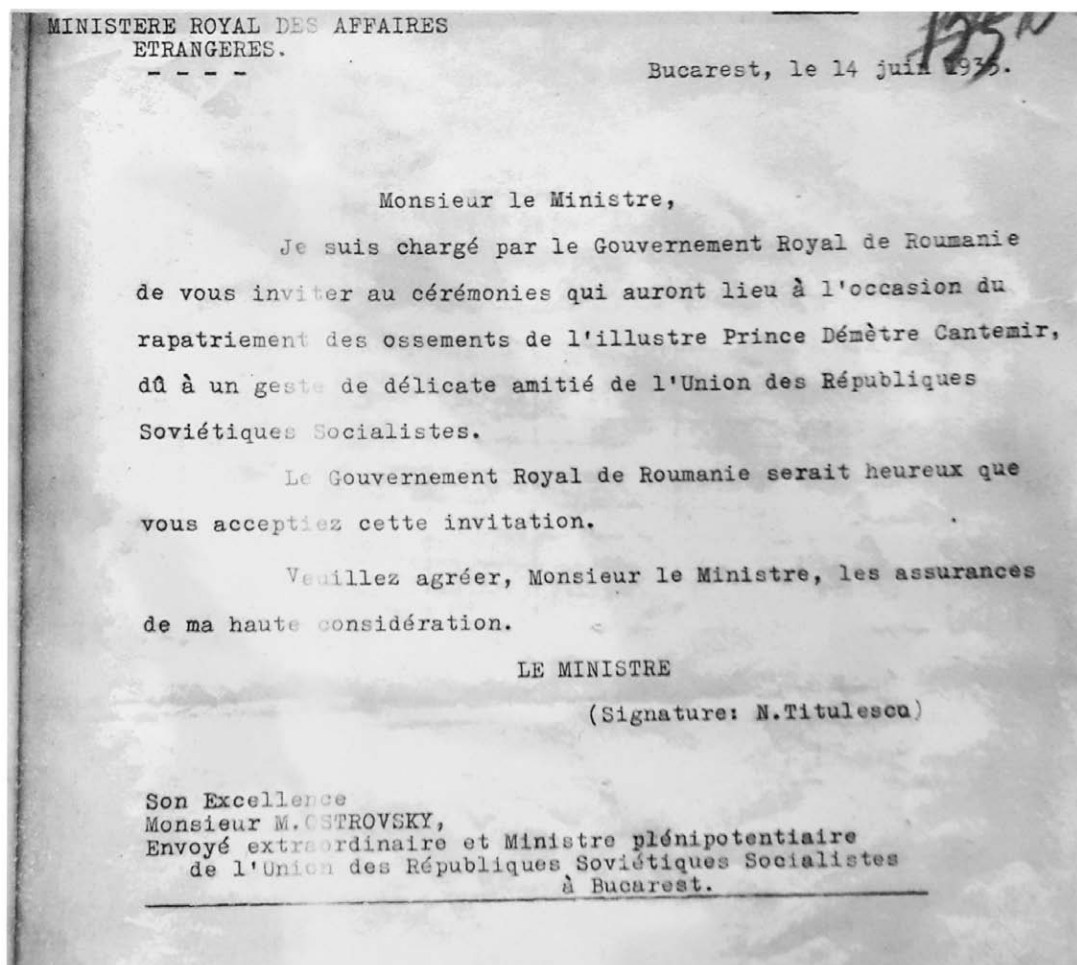 MINISTERE ROYAL DES AFFAIRES
ETRANGERES.
- - - -
Bucarest, le 14 juin 1935.
Monsieur le Ministre,
Je suis chargé par le Gouvernement Royal de Roumanie
de vous inviter au cérémonies qui auront lieu à l'occasion du
rapatriement des ossements de l'illustre Prince Démètre Cantemir,
dû à un geste de délicate amitié de l'Union des Républiques
Soviétiques Socialistes.
Le Gouvernement Royal de Roumanie serait heureux que
vous acceptiez cette invitation.
Veuillez agréer, Monsieur le Ministre, les assurances
de ma haute considération.
LE MINISTRE
(Signature: N.Titulescu)
Son Excellence
Monsieur M.OSTROVSKY,
Envoyé extraordinaire et Ministre plénipotentiaire
de l'Union des Républiques Soviétiques Socialistes
à Bucarest.